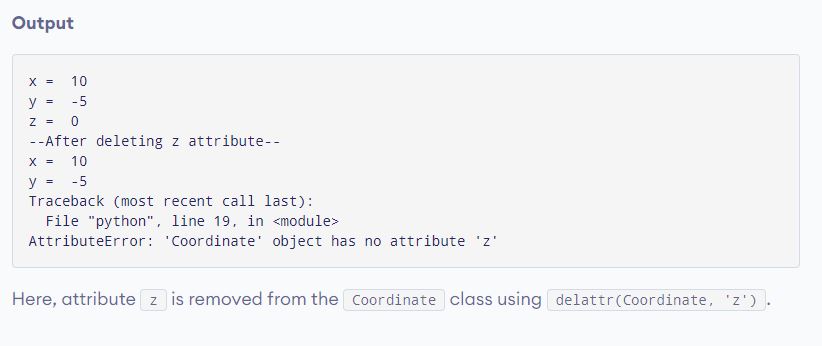 Output
x =  10
y =  -5
z =  0
--After deleting z attribute--
x =  10
y =  -5
Traceback (most recent call last):
  File "python", line 19, in <module>
AttributeError: 'Coordinate' object has no attribute 'z'
Here, attribute z is removed from the Coordinate class using delattr(Coordinate, 'z') .